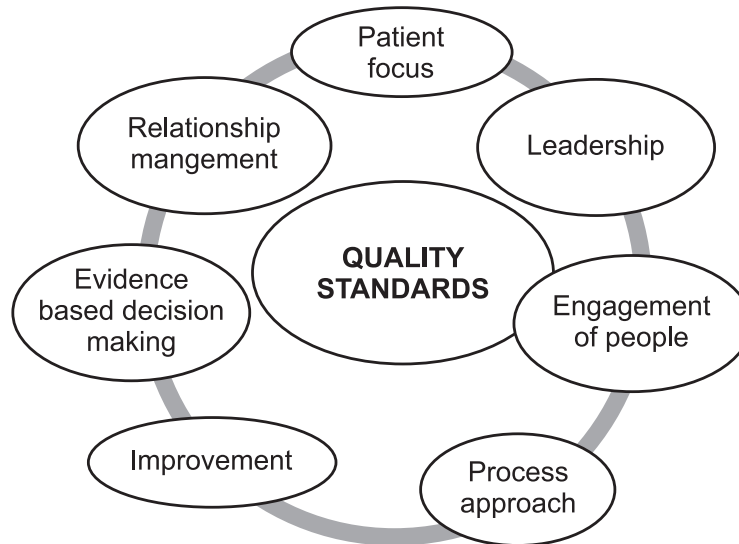 Patient
focus
Relationship
mangement
Leadership
QUALITY
STANDARDS
Evidence
based decision
making
Engagement
of people
Improvement
Process
approach